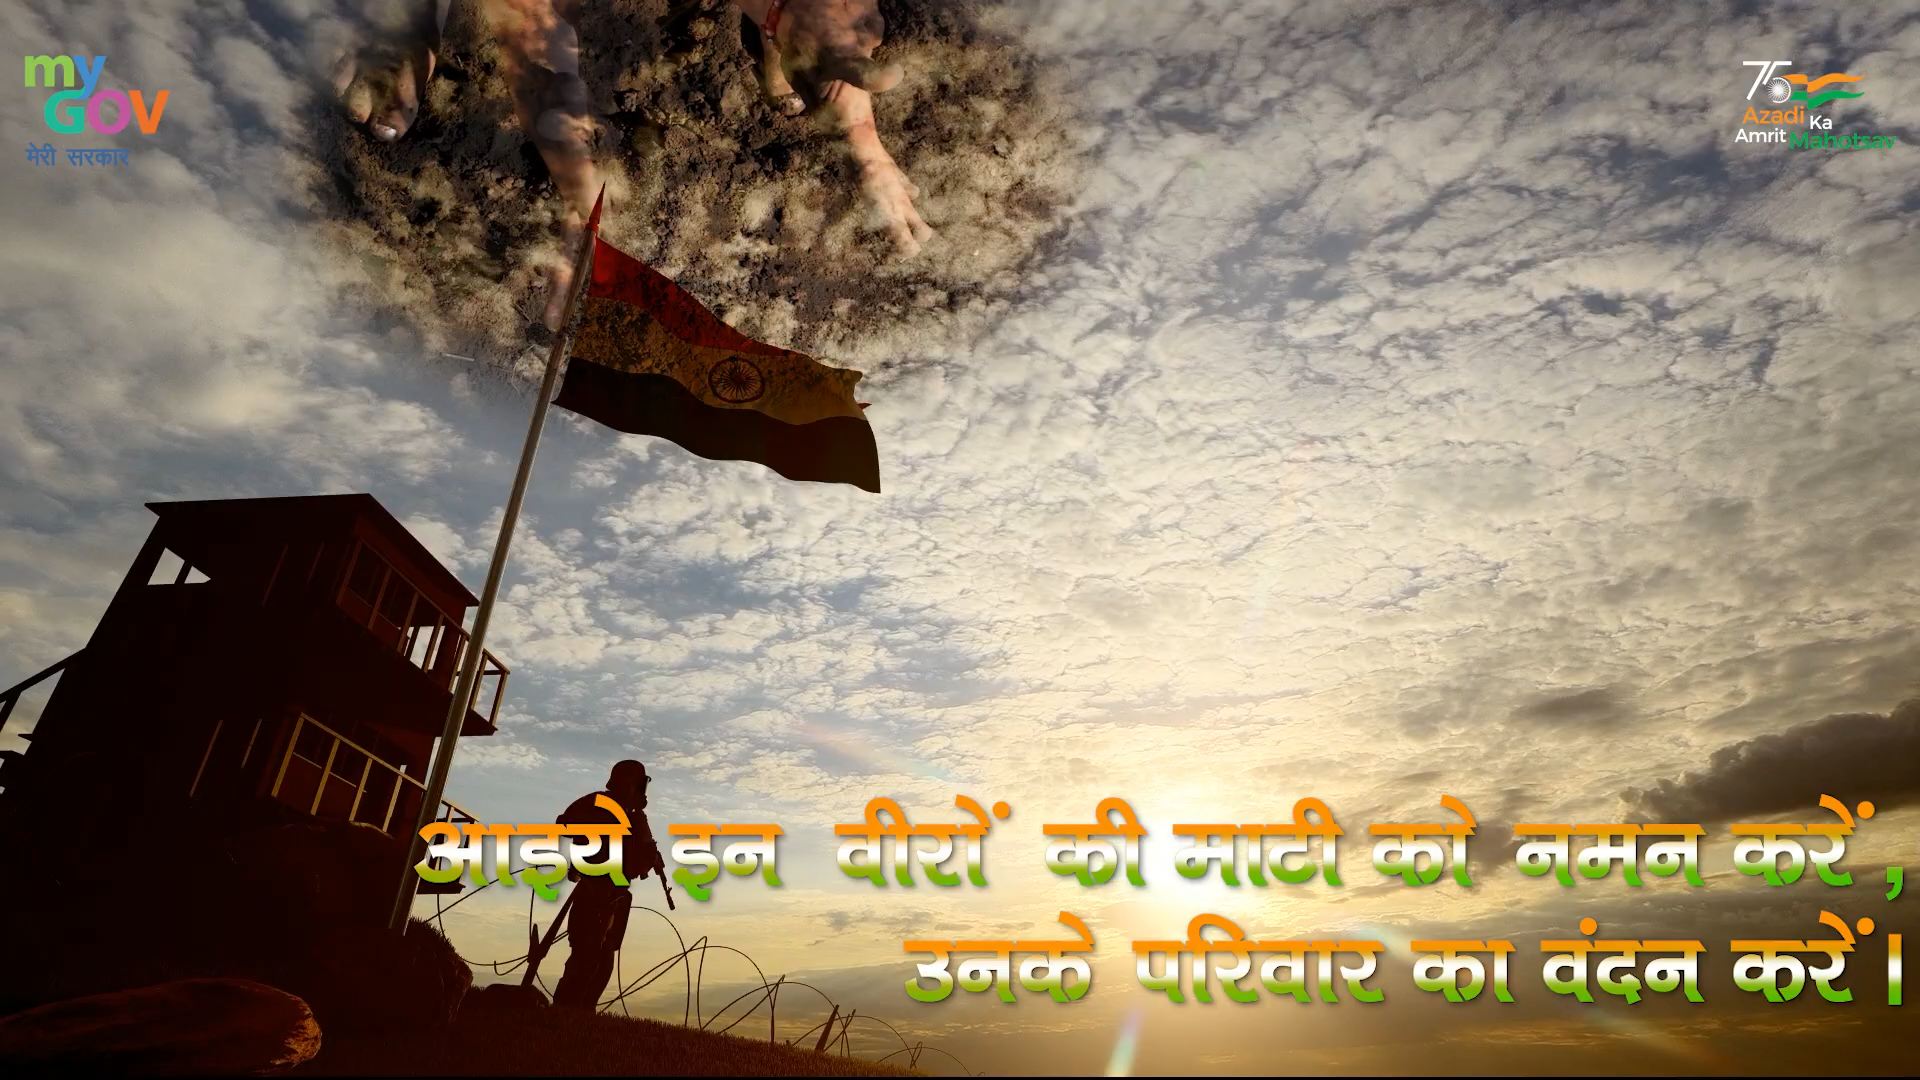 my
GOV
मेरी सरकार
75
Azadi Ka
Amrit Mahotsav
आइये इन वीरों की माटी को नमन करें ,
उनके परिवार का वंदन करें।